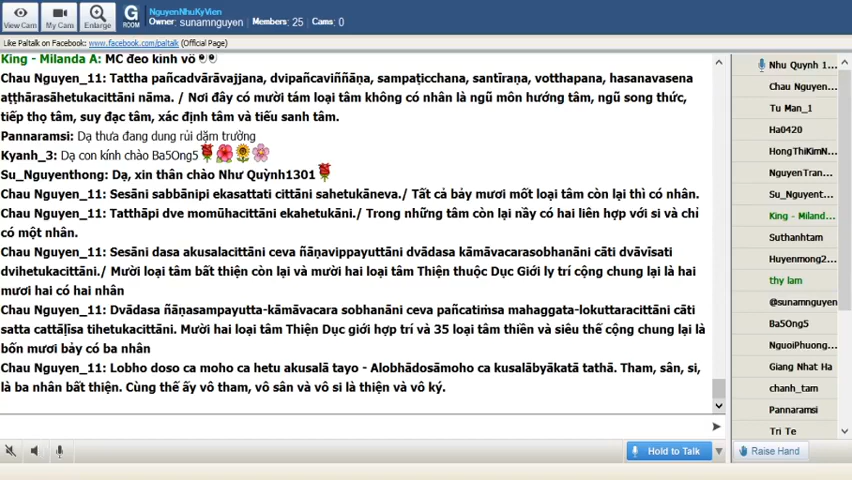 NguyenNhuKyVien
Owner: sunamnguyen Members: 25 Cams: 0
View Cam My Cam Enlarge G ROOM
Like Paltalk on Facebook: www.facebook.com/paltalk (Official Page)
King - Milanda A: MC đeo kính vô
Chau Nguyen_11: Tattha pañcadvārāvajjana, dvipañcaviññāṇa, sampaṭicchana, santīraṇa, votthapana, hasanavasena
aṭṭhārasāhetukacittāni nāma. / Nơi đây có mười tám loại tâm không có nhân là ngũ môn hướng tâm, ngũ song thức,
tiếp thọ tâm, suy đạc tâm, xác định tâm và tiếu sanh tâm.
Pannaramsi: Dạ thưa đang dung rủi dặm trường
Kyanh_3: Dạ con kính chào Ba5Ong5
Su_Nguyenthong: Dạ, xin thân chào Như Quỳnh1301
Chau Nguyen_11: Sesāni sabbānipi ekasattati cittāni sahetukāneva./ Tất cả bảy mươi mốt loại tâm còn lại thì có nhân.
Chau Nguyen_11: Tatthāpi dve momūhacittāni ekahetukāni./ Trong những tâm còn lại nầy có hai liên hợp với si và chỉ
có một nhân.
Chau Nguyen_11: Sesāni dasa akusalacittāni ceva ñāṇavippayuttāni dvādasa kāmāvacarasobhanāni cāti dvāvīsati
dvihetukacittāni./ Mười loại tâm bất thiện còn lại và mười hai loại tâm Thiện thuộc Dục Giới ly trí cộng chung lại là hai
mươi hai có hai nhân
Chau Nguyen_11: Dvādasa ñāṇasampayutta-kāmāvacara sobhanāni ceva pañcatiṁsa mahaggata-lokuttaracittāni cāti
satta cattāḷīsa tihetukacittāni. Mười hai loại tâm Thiện Dục giới hợp trí và 35 loại tâm thiền và siêu thế cộng chung lại là
bốn mươi bảy có ba nhân
Chau Nguyen_11: Lobho doso ca moho ca hetu akusalā tayo - Alobhādosāmoho ca kusalābyākatā tathā. Tham, sân, si,
là ba nhân bất thiện. Cùng thế ấy vô tham, vô sân và vô si là thiện và vô ký.
Nhu Quynh 1...
Chau Nguyen...
Tu Man_1
Ha0420
HongThiKimN...
NguyenTran...
Su_Nguyent...
King - Miland...
Suthanhtam
Huyenmong2...
thy lam
@sunamnguyen
Ba5Ong5
NguoiPhuong...
Giang Nhat Ha
chanh_tam
Pannaramsi
Tri Te
Hold to Talk
Raise Hand